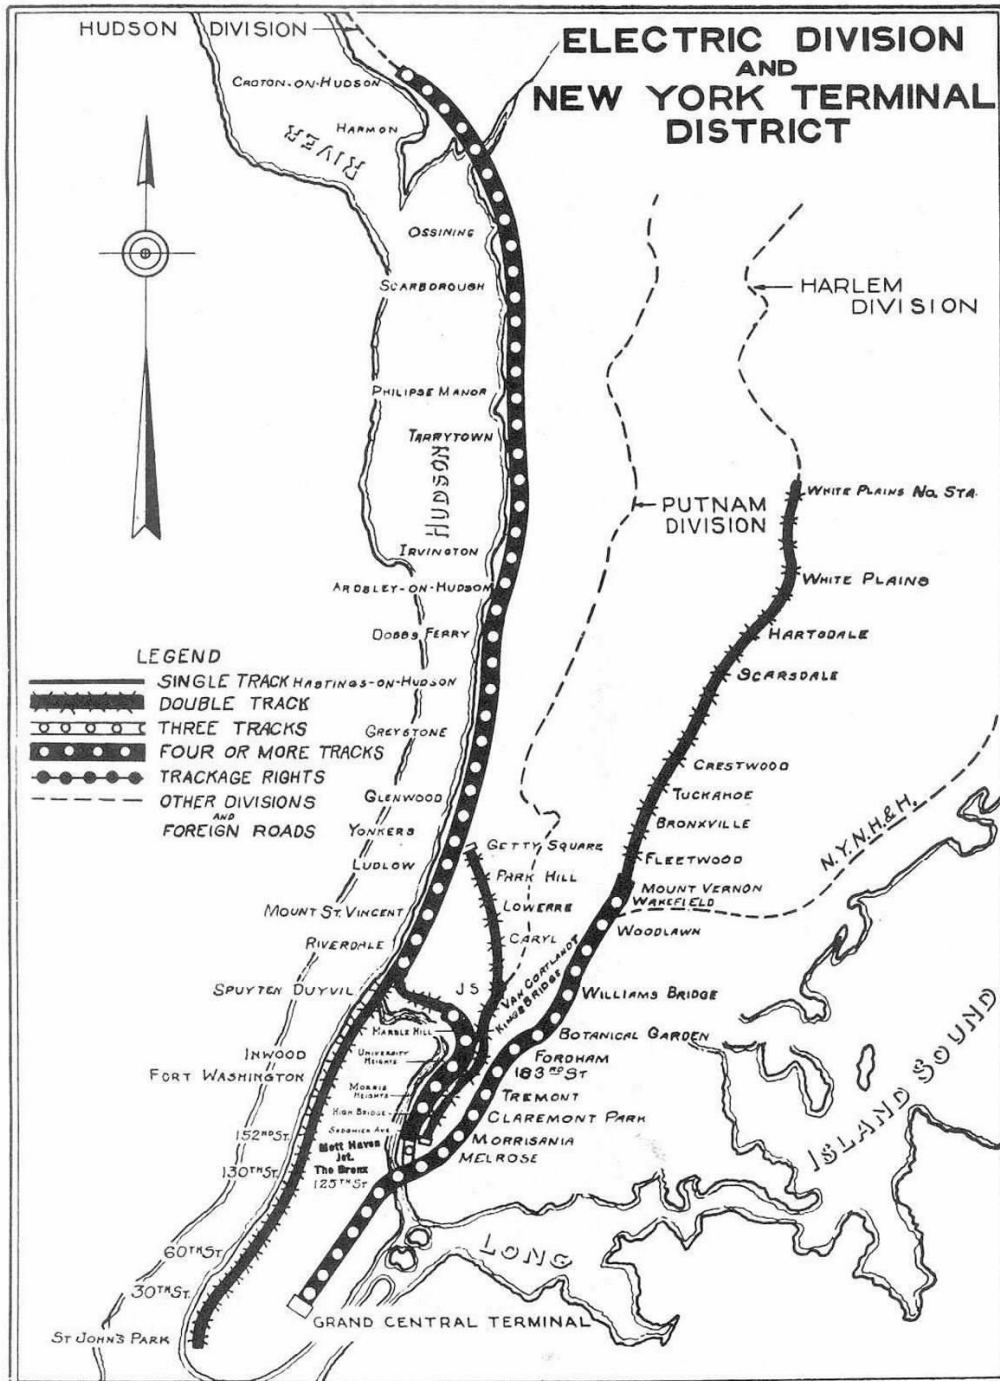 HUDSON DIVISION
ELECTRIC DIVISION
AND
NEW YORK TERMINAL
DISTRICT
CROTON-ON-HUDSON
HARMON
RIVER
OSSINING
SCARBOROUGH
HARLEM
DIVISION
PHILIPSE MANOR
TARRYTOWN
HUDSON
WHITE PLAINS NO. STA.
PUTNAM
DIVISION
IRVINGTON
ARDSLEY-ON-HUDSON
WHITE PLAINS
DOBBS FERRY
HARTSDALE
LEGEND
SINGLE TRACK
HASTINGS-ON-HUDSON
SCARSDALE
DOUBLE TRACK
THREE TRACKS
GREYSTONE
FOUR OR MORE TRACKS
CRESTWOOD
TRACKAGE RIGHTS
GLENWOOD
TUCKAHOE
OTHER DIVISIONS
AND
FOREIGN ROADS
YONKERS
BRONXVILLE
N.Y.N.H.& H.
GETTY SQUARE
LUDLOW
FLEETWOOD
PARK HILL
MOUNT VERNON
WAKEFIELD
MOUNT ST. VINCENT
LOWERRE
WOODLAWN
RIVERDALE
CARYL
SPUYTEN DUYVIL
JS
VAN CORTLANDT
KINGSBRIDGE
WILLIAMS BRIDGE
MARBLE HILL
BOTANICAL GARDEN
INWOOD
UNIVERSITY
HEIGHTS
FORDHAM
FORT WASHINGTON
183RD ST
MORRIS
HEIGHTS
TREMONT
HIGH BRIDGE
CLAREMONT PARK
152ND ST.
SEDGWICK AVE
MORRISANIA
Mott Haven
Jct.
The Bronx
MELROSE
130TH ST.
125TH ST
ISLAND SOUND
LONG
60TH ST.
30TH ST.
GRAND CENTRAL TERMINAL
ST JOHN'S PARK